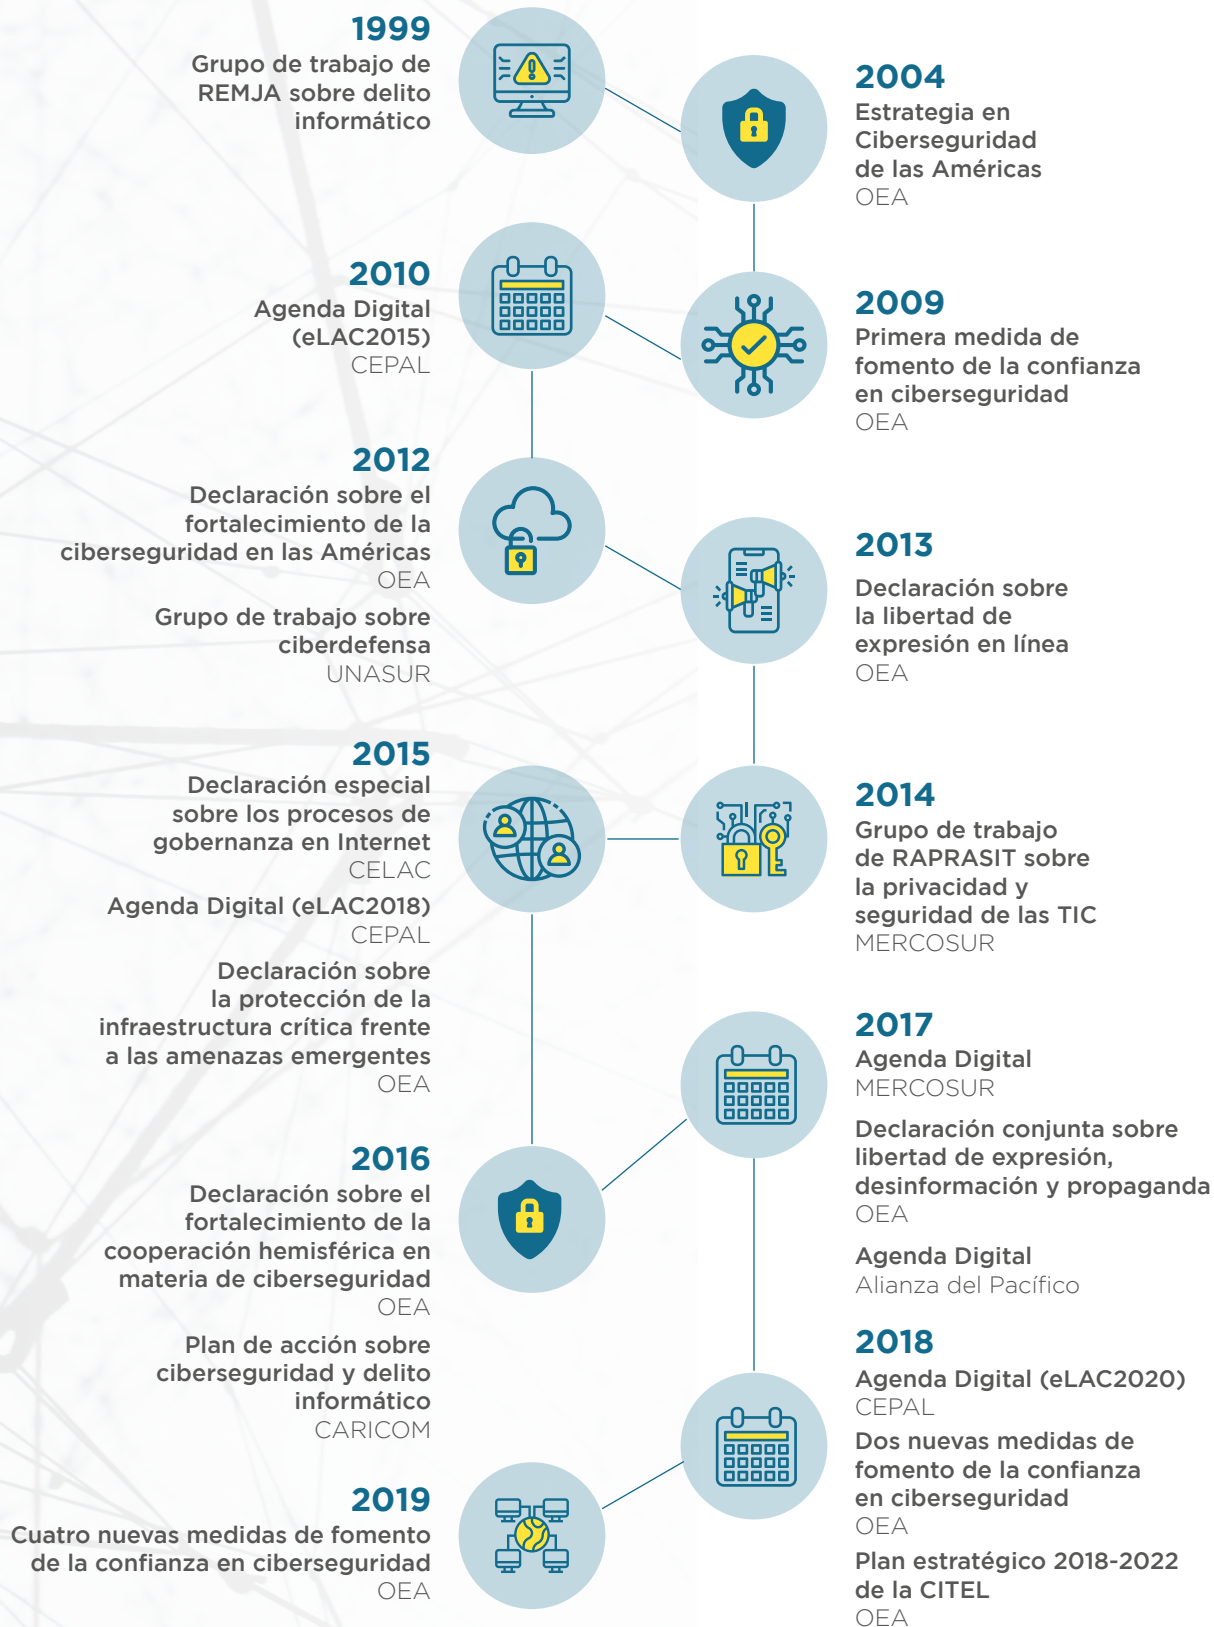 1999
Grupo de trabajo de
REMJA sobre delito
informático
2004
Estrategia en
Ciberseguridad
de las Américas
OEA
2009
Primera medida de
fomento de la confianza
en ciberseguridad
OEA
2010
Agenda Digital
(eLAC2015)
CEPAL
2012
Declaración sobre el
fortalecimiento de la
ciberseguridad en las Américas
OEA
Grupo de trabajo sobre
ciberdefensa
UNASUR
2013
Declaración sobre
la libertad de
expresión en línea
OEA
2014
Grupo de trabajo
de RAPRASIT sobre
la privacidad y
seguridad de las TIC
MERCOSUR
2015
Declaración especial
sobre los procesos de
gobernanza en Internet
CELAC
Agenda Digital (eLAC2018)
CEPAL
Declaración sobre
la protección de la
infraestructura crítica frente
a las amenazas emergentes
OEA
2016
Declaración sobre el
fortalecimiento de la
cooperación hemisférica en
materia de ciberseguridad
OEA
Plan de acción sobre
ciberseguridad y delito
informático
CARICOM
2017
Agenda Digital
MERCOSUR
Declaración conjunta sobre
libertad de expresión,
desinformación y propaganda
OEA
Agenda Digital
Alianza del Pacífico
2018
Agenda Digital (eLAC2020)
CEPAL
Dos nuevas medidas de
fomento de la confianza
en ciberseguridad
OEA
Plan estratégico 2018-2022
de la CITEL
OEA
2019
Cuatro nuevas medidas de fomento
de la confianza en ciberseguridad
OEA